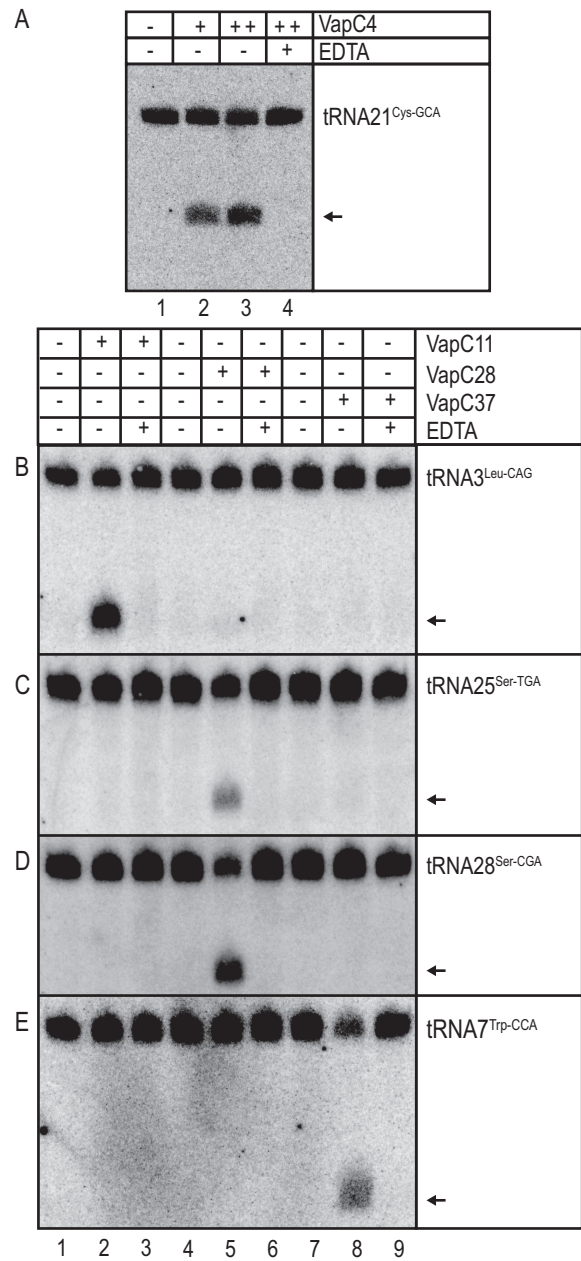 A
- + ++ ++ VapC4
- - - + EDTA
tRNA21Cys-GCA
←
1 2 3 4
- + + - - - - - - VapC11
- - - - + + - - - VapC28
- - - - - - - + + VapC37
- - + - - + - - + EDTA
B
tRNA3Leu-CAG
←
C
tRNA25Ser-TGA
←
D
tRNA28Ser-CGA
←
E
tRNA7Trp-CCA
←
1 2 3 4 5 6 7 8 9